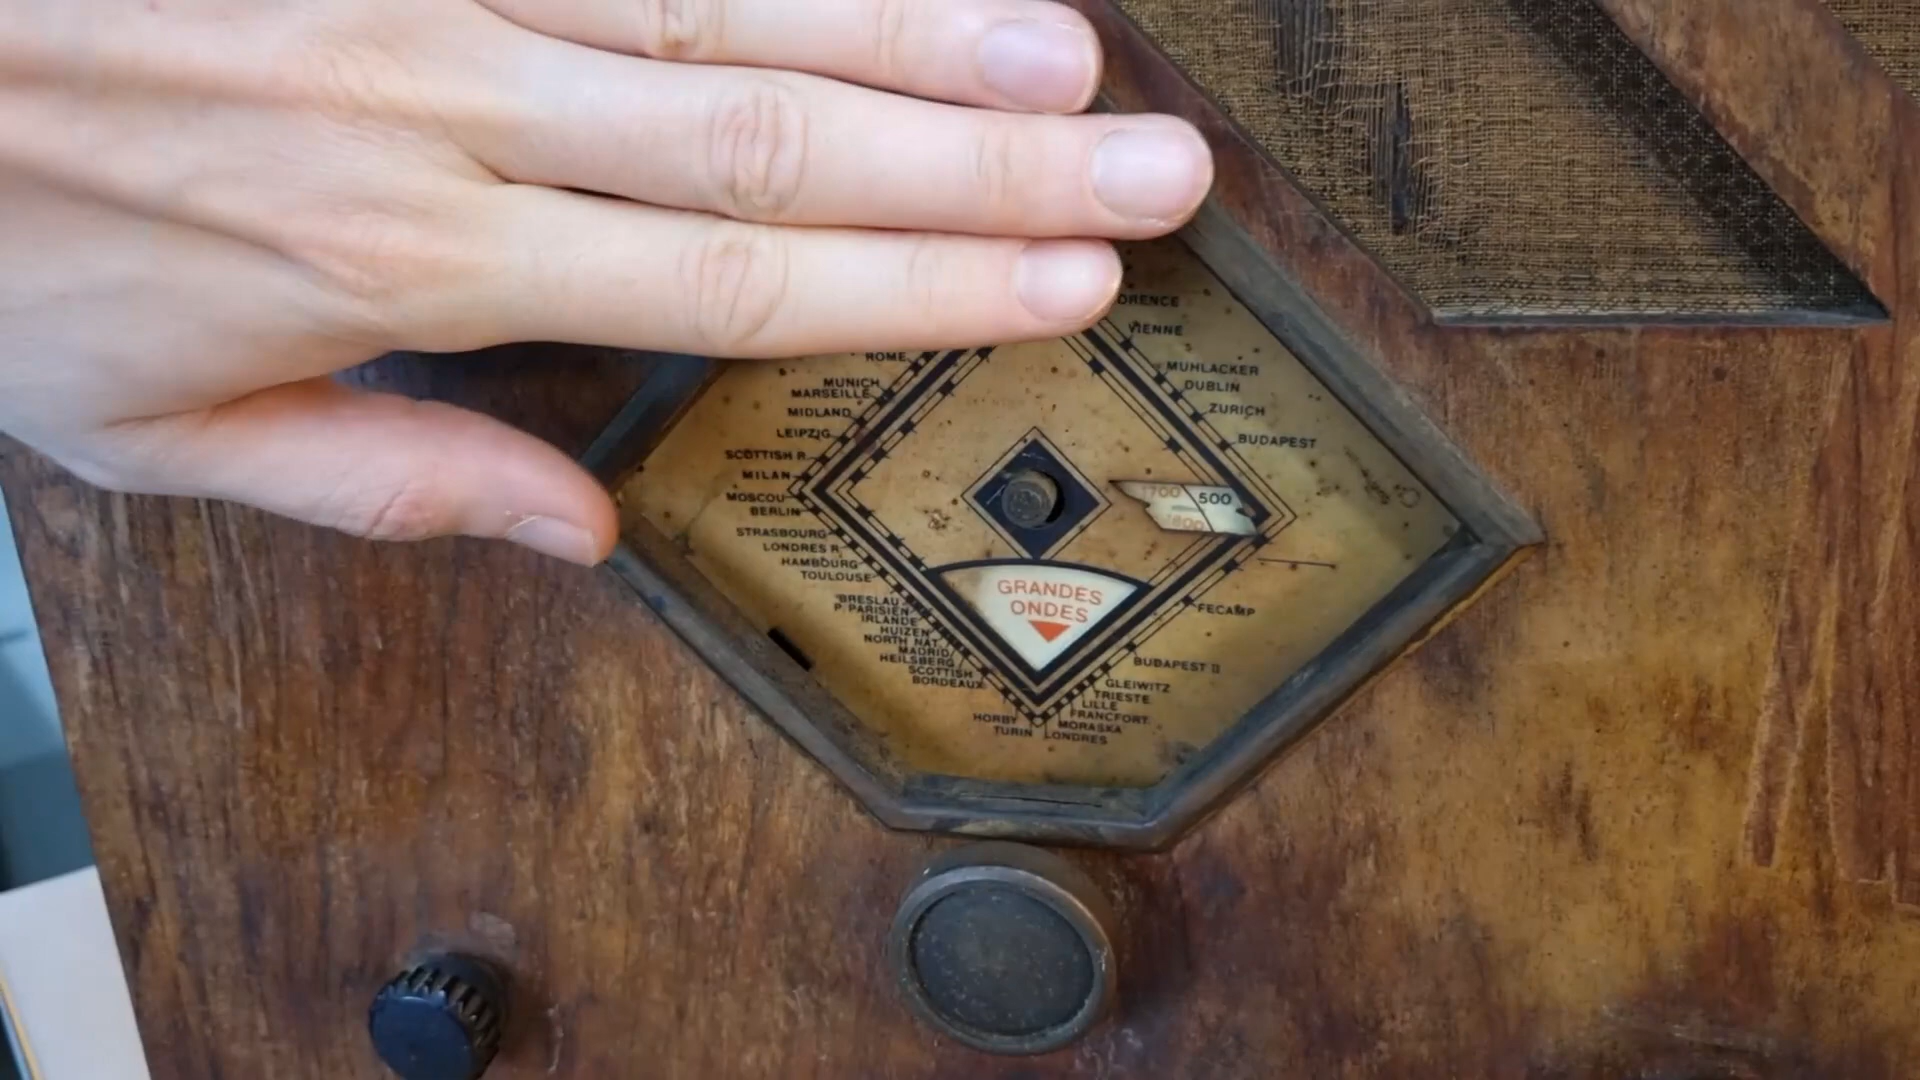 ORENCE
VIENNE
ROME
MUHLACKER
MUNICH
DUBLIN
MARSEILLE
MIDLAND
ZURICH
LEIPZIG
BUDAPEST
SCOTTISH R.
MILAN
MOSCOU
700 500
BERLIN
1800
STRASBOURG
LONDRES R.
HAMBOURG
TOULOUSE
GRANDES
ONDES
BRESLAU
P. PARISIEN
FECAMP
IRLANDE
HUIZEN
NORTH NAT.
MADRID
HEILSBERG
BUDAPEST II
SCOTTISH
BORDEAUX
GLEIWITZ
TRIESTE
LILLE
FRANCFORT
HORBY
MORASKA
TURIN
LONDRES